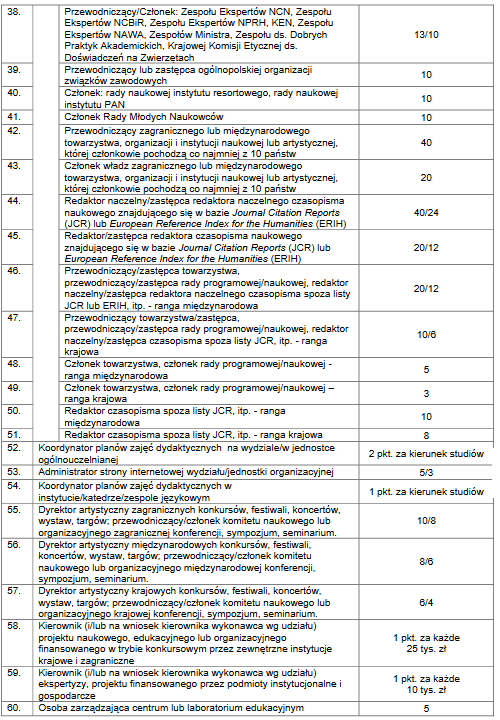 38.
Przewodniczący/Członek: Zespołu Ekspertów NCN, Zespołu
Ekspertów NCBiR, Zespołu Ekspertów NPRH, KEN, Zespołu
Ekspertów NAWA, Zespołów Ministra, Zespołu ds. Dobrych
Praktyk Akademickich, Krajowej Komisji Etycznej ds.
Doświadczeń na Zwierzętach
13/10
39.
Przewodniczący lub zastępca ogólnopolskiej organizacji
związków zawodowych
10
40.
Członek: rady naukowej instytutu resortowego, rady naukowej
instytutu PAN
10
41.
Członek Rady Młodych Naukowców
10
42.
Przewodniczący zagranicznego lub międzynarodowego
towarzystwa, organizacji i instytucji naukowej lub artystycznej,
której członkowie pochodzą co najmniej z 10 państw
40
43.
Członek władz zagranicznego lub międzynarodowego
towarzystwa, organizacji i instytucji naukowej lub artystycznej,
której członkowie pochodzą co najmniej z 10 państw
20
44.
Redaktor naczelny/zastępca redaktora naczelnego czasopisma
naukowego znajdującego się w bazie Journal Citation Reports
(JCR) lub European Reference Index for the Humanities (ERIH)
40/24
45.
Redaktor/zastępca redaktora czasopisma naukowego
znajdującego się w bazie Journal Citation Reports (JCR) lub
European Reference Index for the Humanities (ERIH)
20/12
46.
Przewodniczący/zastępca towarzystwa,
przewodniczący/zastępca rady programowej/naukowej, redaktor
naczelny/zastępca redaktora naczelnego czasopisma spoza listy
JCR lub ERIH, itp. - ranga międzynarodowa
20/12
47.
Przewodniczący towarzystwa/zastępca,
przewodniczący/zastępca rady programowej/naukowej, redaktor
naczelny/zastępca czasopisma spoza listy JCR, itp. - ranga
krajowa
10/6
48.
Członek towarzystwa, członek rady programowej/naukowej -
ranga międzynarodowa
5
49.
Członek towarzystwa, członek rady programowej/naukowej –
ranga krajowa
3
50.
Redaktor czasopisma spoza listy JCR, itp. - ranga
międzynarodowa
10
51.
Redaktor czasopisma spoza listy JCR, itp. - ranga krajowa
8
52.
Koordynator planów zajęć dydaktycznych na wydziale/w jednostce
ogólnouczelnianej
2 pkt. za kierunek studiów
53.
Administrator strony internetowej wydziału/jednostki organizacyjnej
5/3
54.
Koordynator planów zajęć dydaktycznych w
instytucie/katedrze/zespole językowym
1 pkt. za kierunek studiów
55.
Dyrektor artystyczny zagranicznych konkursów, festiwali, koncertów,
wystaw, targów; przewodniczący/członek komitetu naukowego lub
organizacyjnego zagranicznej konferencji, sympozjum, seminarium.
10/8
56.
Dyrektor artystyczny międzynarodowych konkursów, festiwali,
koncertów, wystaw, targów; przewodniczący/członek komitetu
naukowego lub organizacyjnego międzynarodowej konferencji,
sympozjum, seminarium.
8/6
57.
Dyrektor artystyczny krajowych konkursów, festiwali, koncertów,
wystaw, targów; przewodniczący/członek komitetu naukowego lub
organizacyjnego krajowej konferencji, sympozjum, seminarium.
6/4
58.
Kierownik (i/lub na wniosek kierownika wykonawca wg udziału)
projektu naukowego, edukacyjnego lub organizacyjnego
finansowanego w trybie konkursowym przez zewnętrzne instytucje
krajowe i zagraniczne
1 pkt. za każde
25 tys. zł
59.
Kierownik (i/lub na wniosek kierownika wykonawca wg udziału)
ekspertyzy, projektu finansowanego przez podmioty instytucjonalne i
gospodarcze
1 pkt. za każde
10 tys. zł
60.
Osoba zarządzająca centrum lub laboratorium edukacyjnym
5